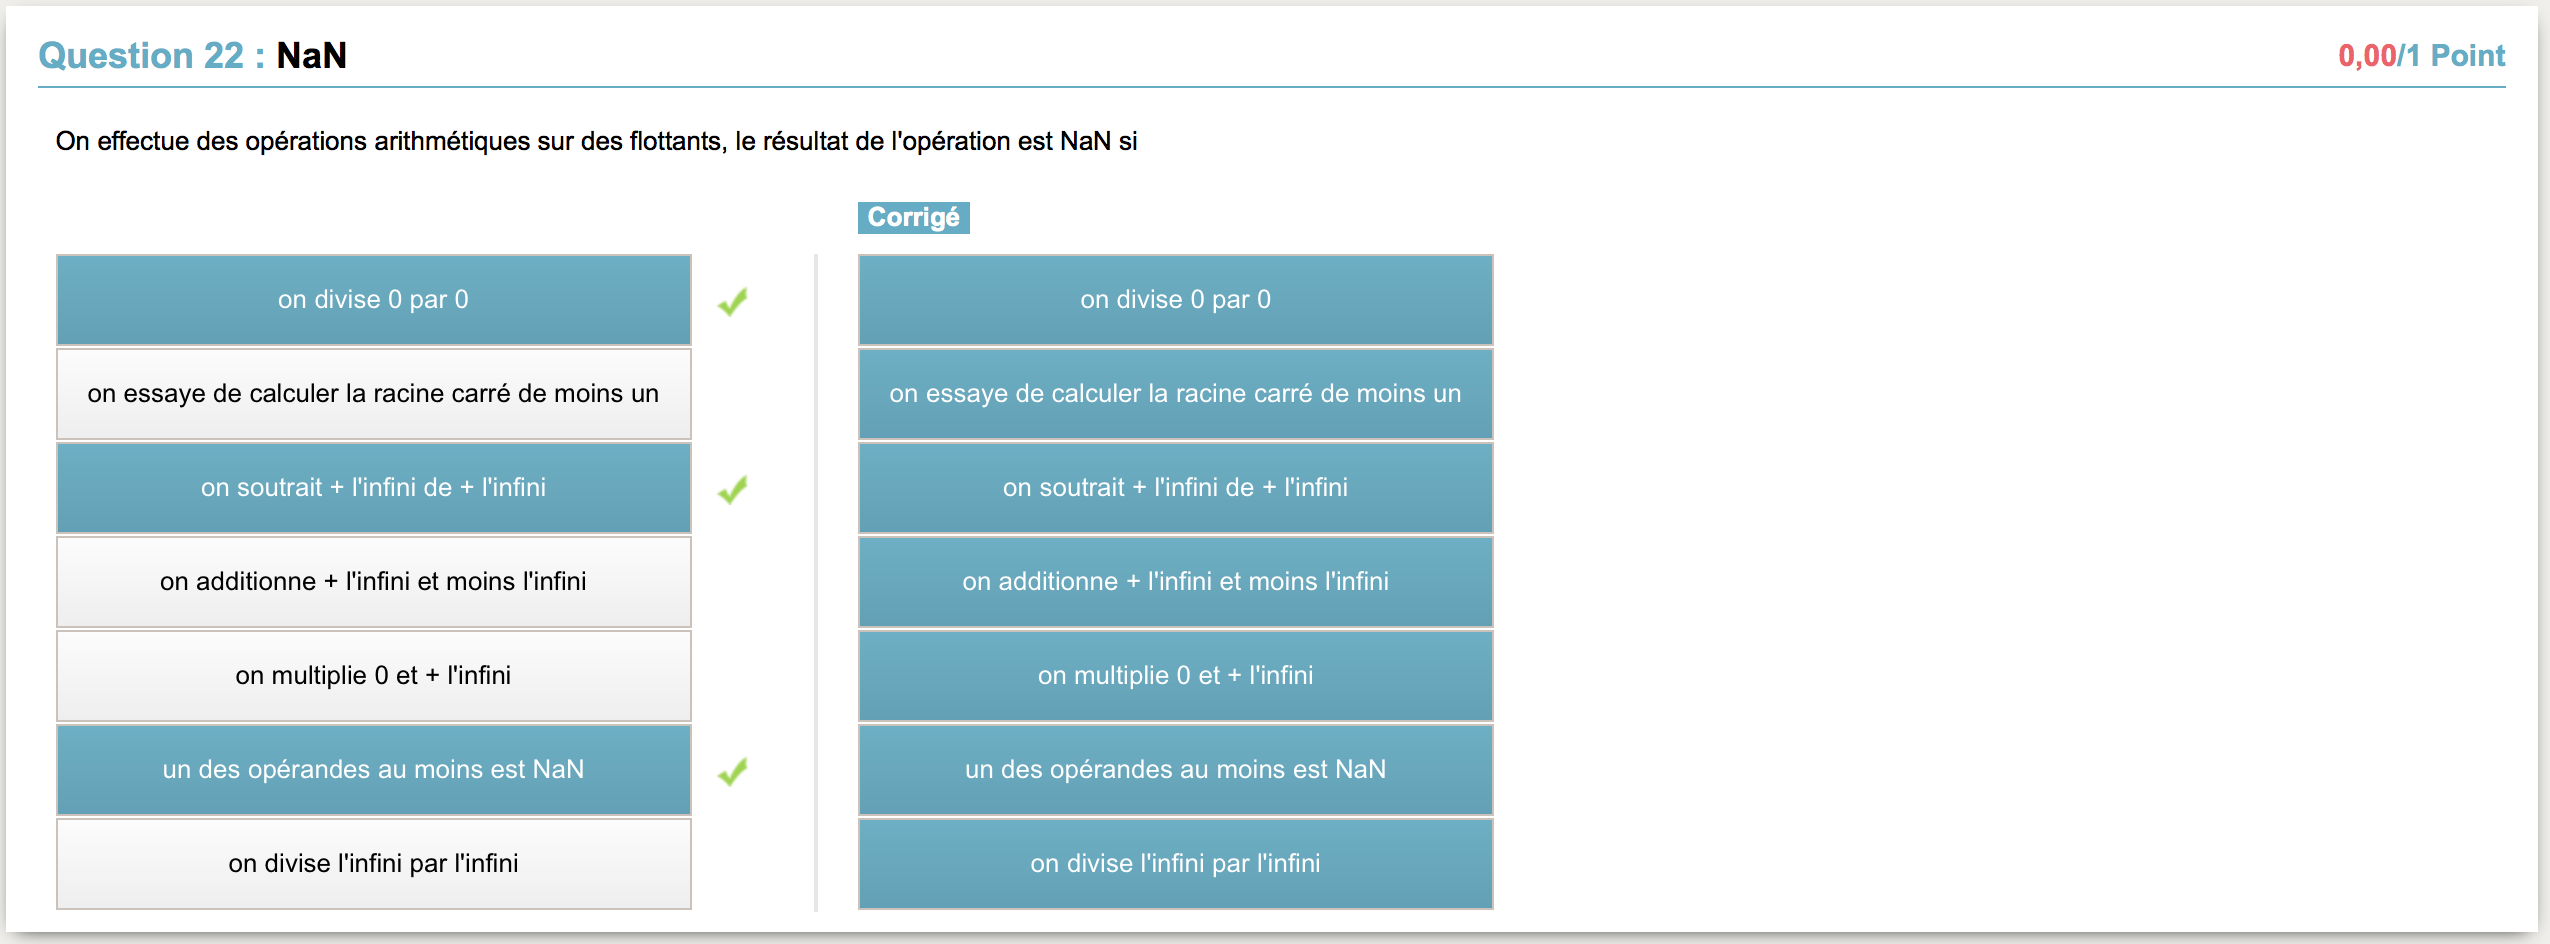 Question 22 : NaN
0,00/1 Point
On effectue des opérations arithmétiques sur des flottants, le résultat de l'opération est NaN si
Corrigé
on divise 0 par 0
on essaye de calculer la racine carré de moins un
on soutrait + l'infini de + l'infini
on additionne + l'infini et moins l'infini
on multiplie 0 et + l'infini
un des opérandes au moins est NaN
on divise l'infini par l'infini
on divise 0 par 0
on essaye de calculer la racine carré de moins un
on soutrait + l'infini de + l'infini
on additionne + l'infini et moins l'infini
on multiplie 0 et + l'infini
un des opérandes au moins est NaN
on divise l'infini par l'infini